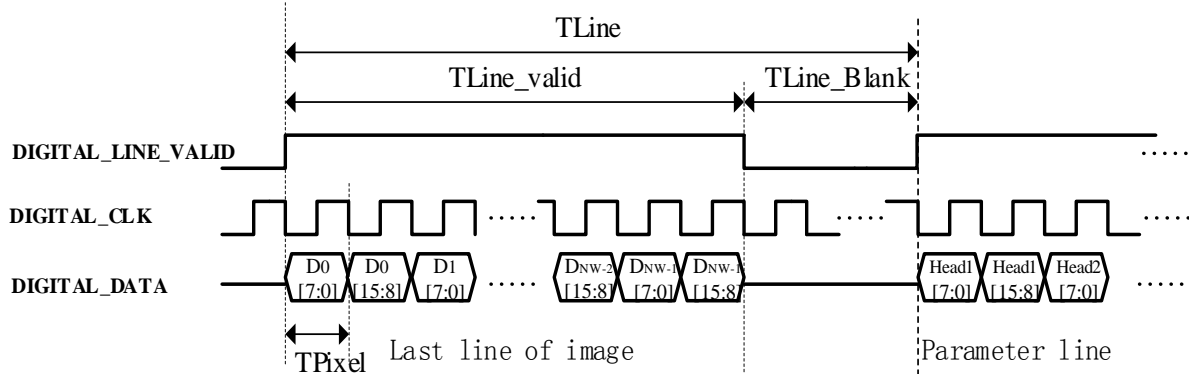 TLine
TLine_valid TLine_Blank
DIGITAL_LINE_VALID .....
DIGITAL_CLK ..... ..... .....
DIGITAL_DATA D0 [7:0] D0 [15:8] D1 [7:0] ..... DNW-2 [15:8] DNW-1 [7:0] DNW-1 [15:8] Head1 [7:0] Head1 [15:8] Head2 [7:0] .....
TPixel Last line of image Parameter line